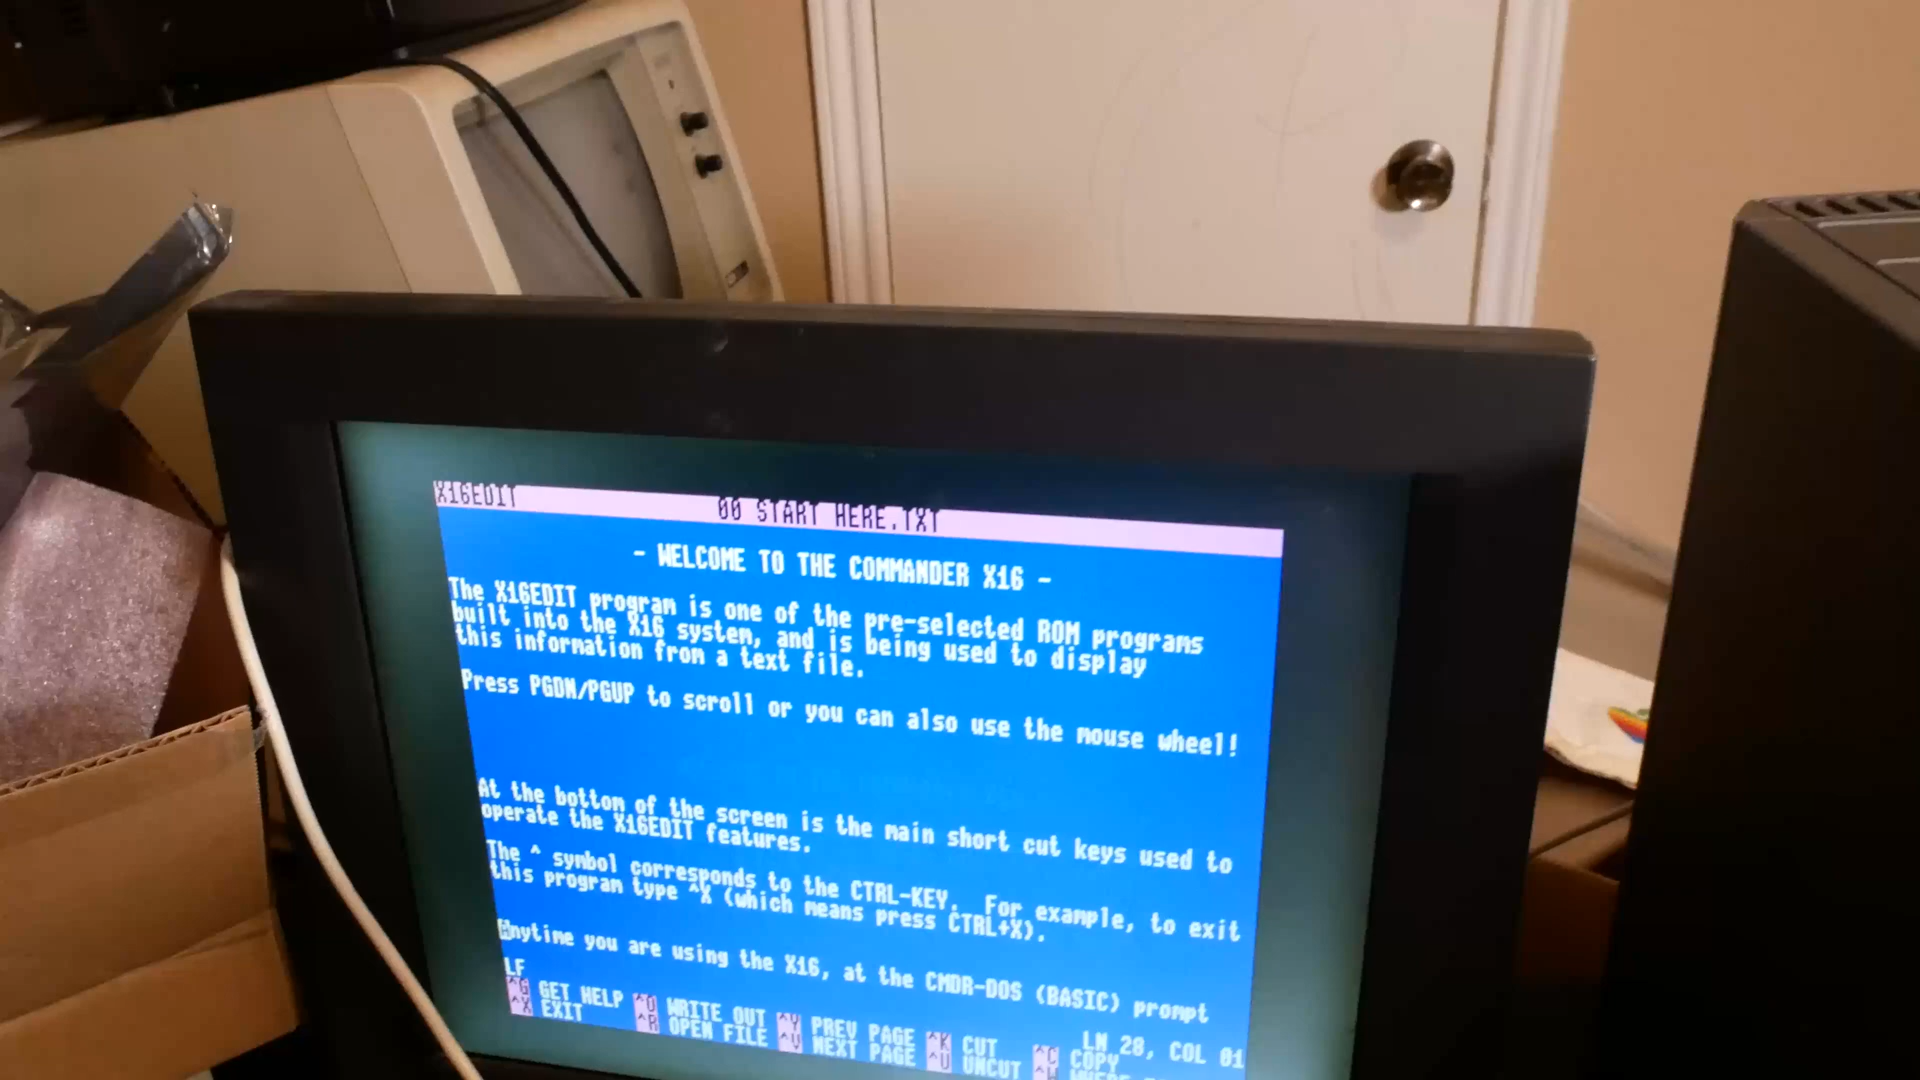 X16EDIT 00 START HERE.TXT
- WELCOME TO THE COMMANDER X16 -
The X16EDIT program is one of the pre-selected ROM programs
built into the X16 system, and is being used to display
this information from a text file.
Press PGDN/PGUP to scroll or you can also use the mouse wheel!
At the bottom of the screen is the main short cut keys used to
operate the X16EDIT features.
The ^ symbol corresponds to the CTRL-KEY. For example, to exit
this program type ^X (which means press CTRL+X).
Anytime you are using the X16, at the CMDR-DOS (BASIC) prompt
LF LN 28, COL 01
^G GET HELP ^O WRITE OUT ^Y PREV PAGE ^K CUT ^C COPY
^X EXIT ^R OPEN FILE ^V NEXT PAGE ^U UNCUT ^W